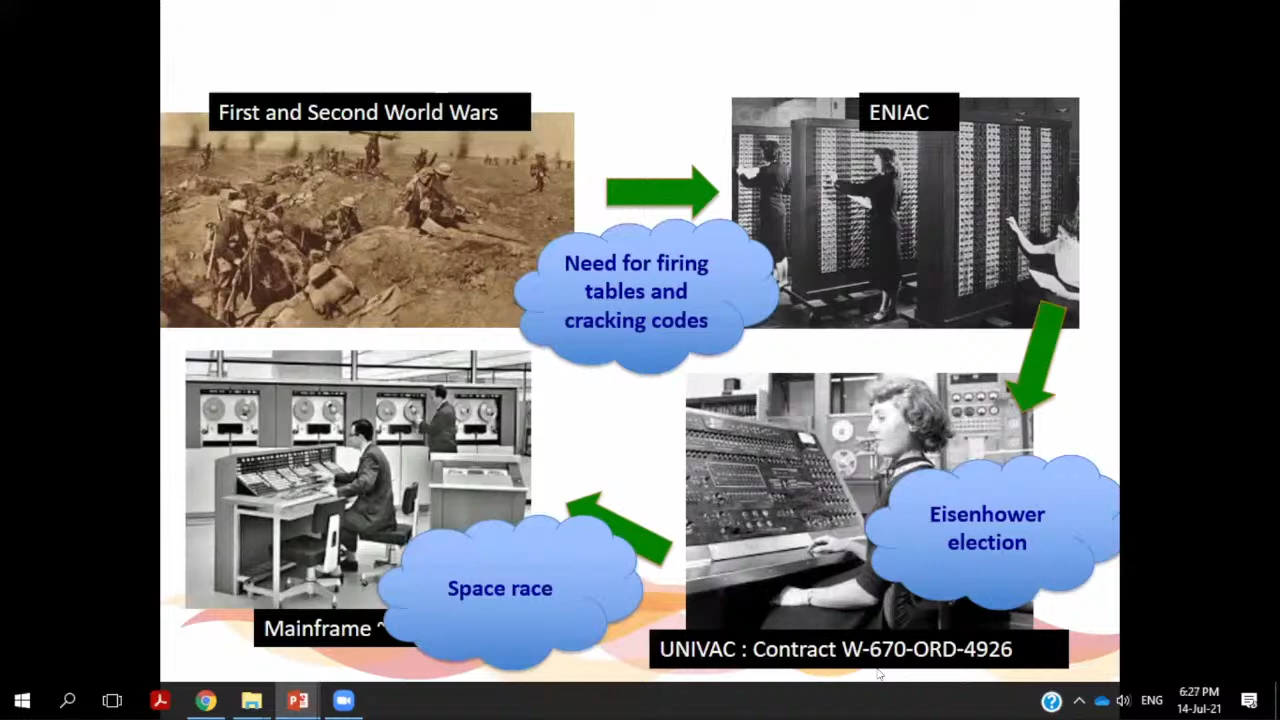 First and Second World Wars
ENIAC
Need for firing
tables and
cracking codes
Eisenhower
election
Space race
Mainframe ~
UNIVAC : Contract W-670-ORD-4926
ENG
6:27 PM
14-Jul-21